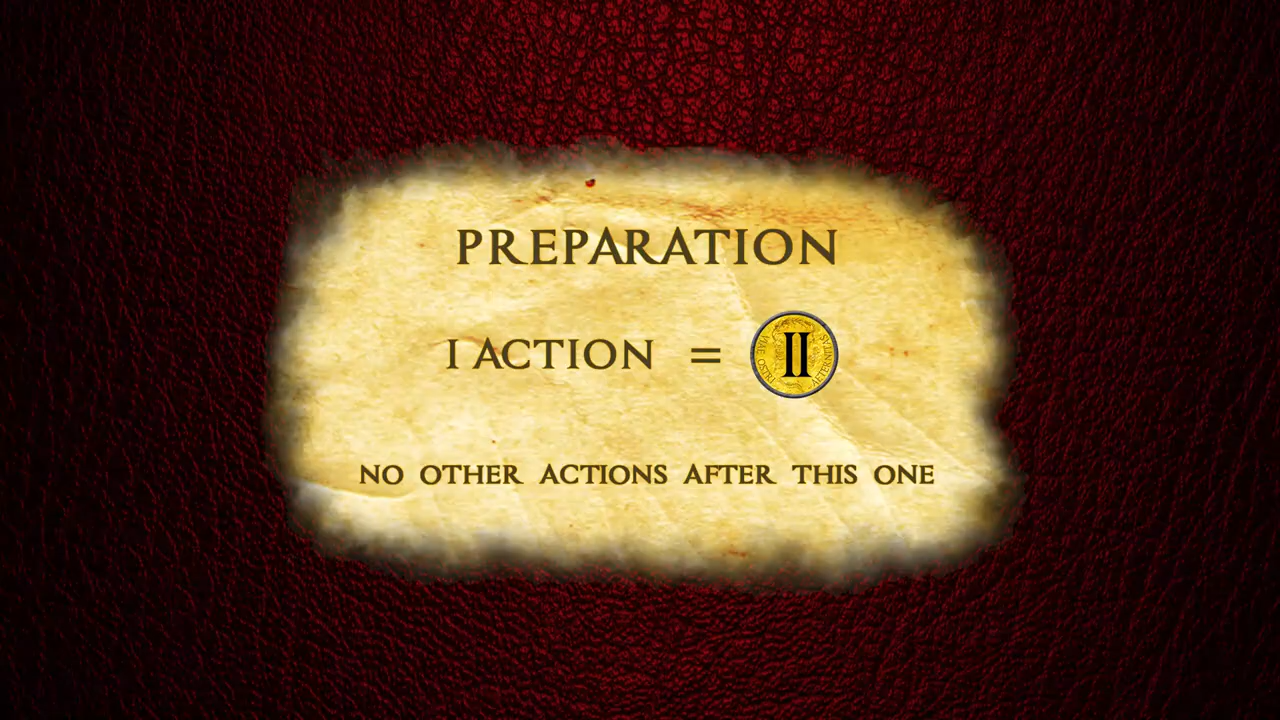 PREPARATION
I ACTION = II
NO OTHER ACTIONS AFTER THIS ONE